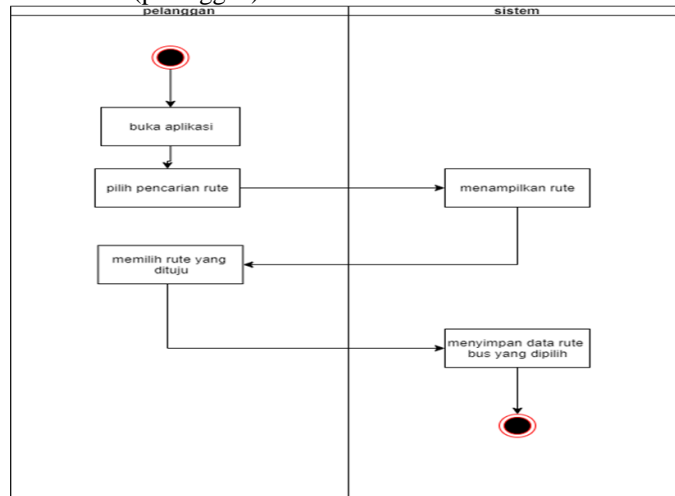 pelanggan
sistem
buka aplikasi
pilih pencarian rute
menampilkan rute
memilih rute yang
dituju
menyimpan data rute
bus yang dipilih